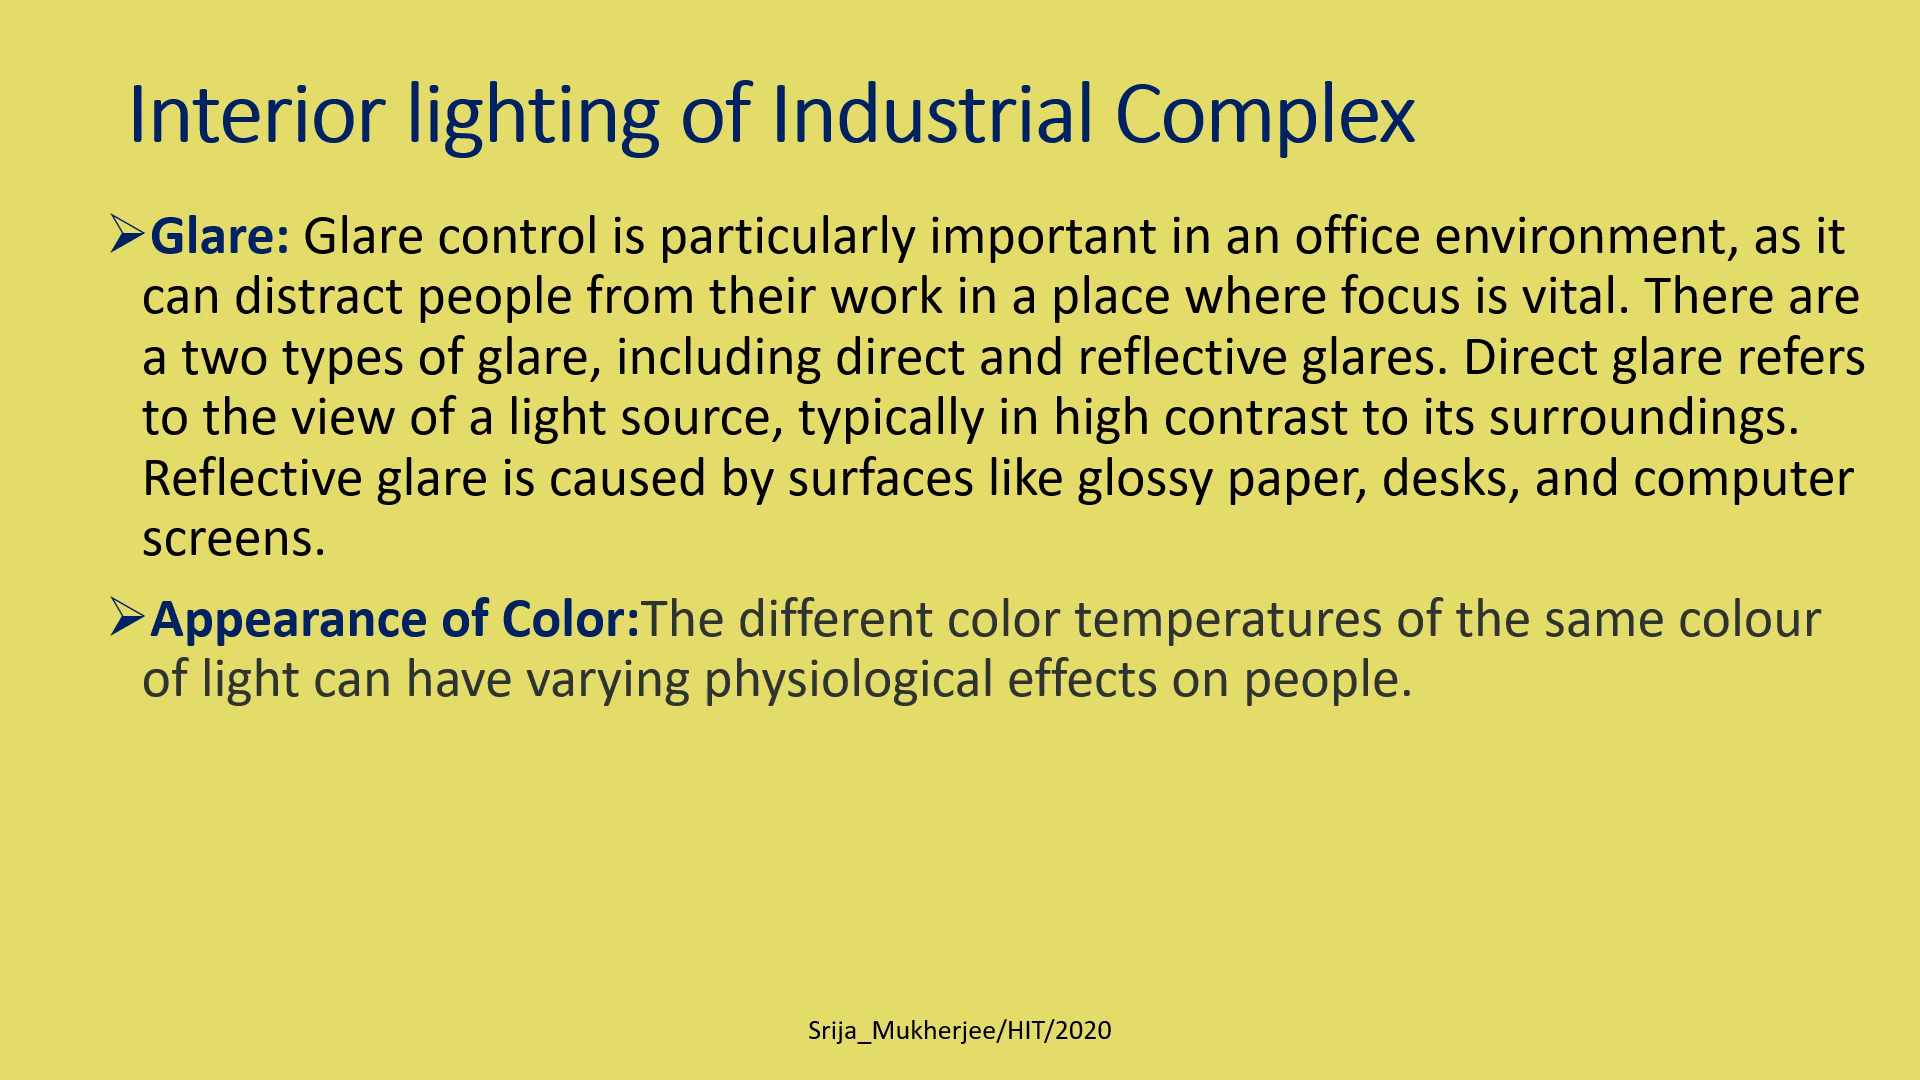 Interior lighting of Industrial Complex
➢Glare: Glare control is particularly important in an office environment, as it
can distract people from their work in a place where focus is vital. There are
a two types of glare, including direct and reflective glares. Direct glare refers
to the view of a light source, typically in high contrast to its surroundings.
Reflective glare is caused by surfaces like glossy paper, desks, and computer
screens.
➢Appearance of Color:The different color temperatures of the same colour
of light can have varying physiological effects on people.
Srija_Mukherjee/HIT/2020